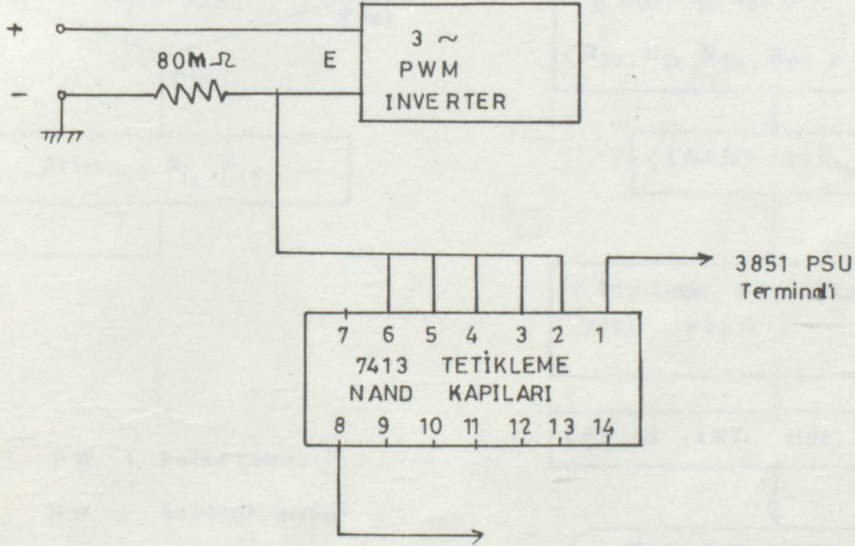 +
3 ~
80M Ω
E
PWM
-
INVERTER
3851 PSU
Terminali
7 6 5 4 3 2 1
7413 TETİKLEME
NAND KAPILARI
8 9 10 11 12 13 14